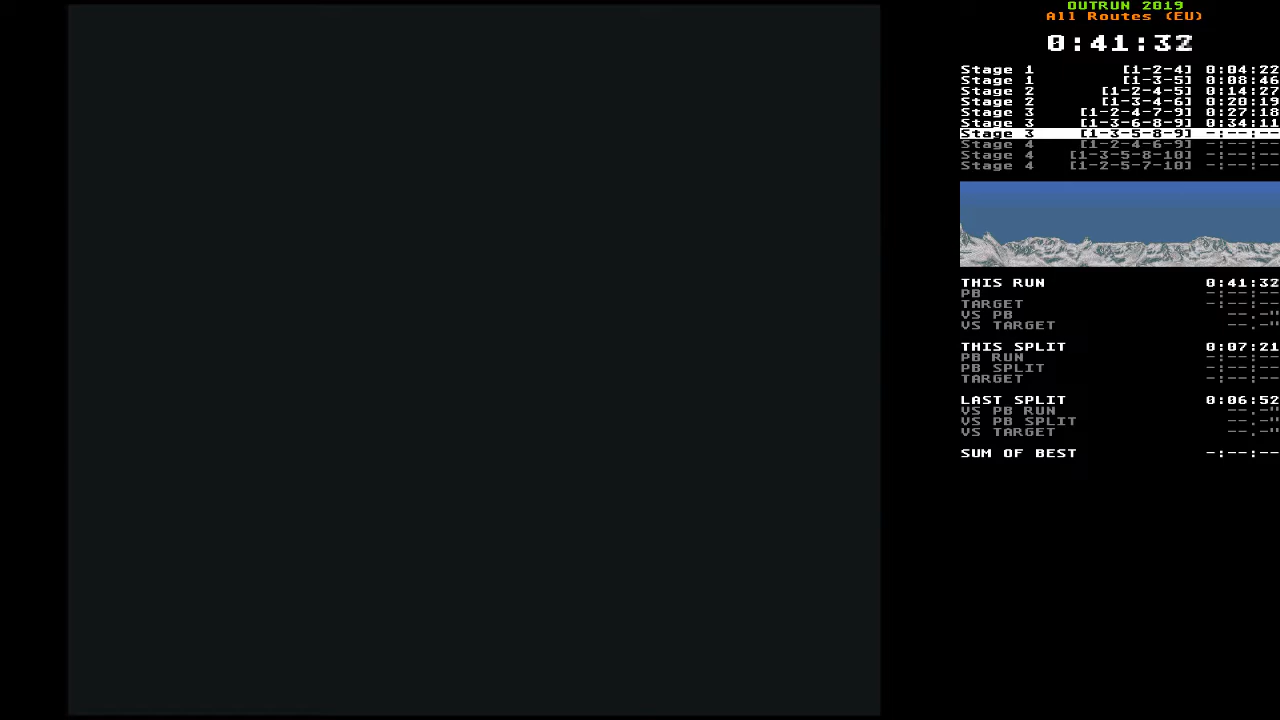 OUTRUN 2019
All Routes (EU)
0:41:32
Stage 1 [1-2-4] 0:04:22
Stage 1 [1-3-5] 0:08:46
Stage 2 [1-2-4-5] 0:14:27
Stage 2 [1-3-4-6] 0:20:19
Stage 3 [1-2-4-7-9] 0:27:18
Stage 3 [1-3-6-8-9] 0:34:11
Stage 3 [1-3-5-8-9] -:--:--
Stage 4 [1-2-4-6-9] -:--:--
Stage 4 [1-3-5-8-10] -:--:--
Stage 4 [1-2-5-7-10] -:--:--
THIS RUN 0:41:32
PB -:--:--
TARGET -:--:--
VS PB --.-"
VS TARGET --.-"
THIS SPLIT 0:07:21
PB RUN -:--:--
PB SPLIT -:--:--
TARGET -:--:--
LAST SPLIT 0:06:52
VS PB RUN --.-"
VS PB SPLIT --.-"
VS TARGET --.-"
SUM OF BEST -:--:--